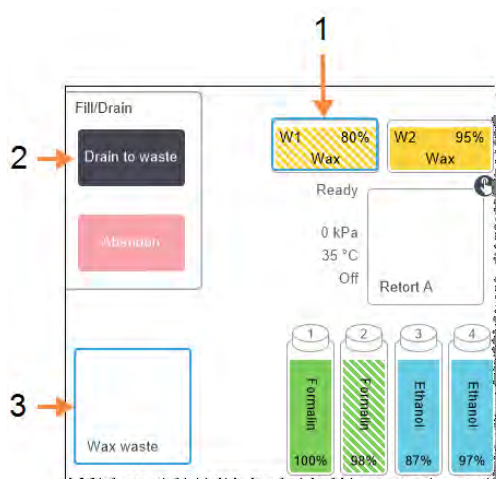 1
Fill/Drain
2
Drain to waste
Abandon
W1 80%
Wax
W2 95%
Wax
Ready
0 kPa
35 °C
Off
Retort A
3
Wax waste
1
Formalin
100%
2
Formalin
98%
3
Ethanol
87%
4
Ethanol
97%